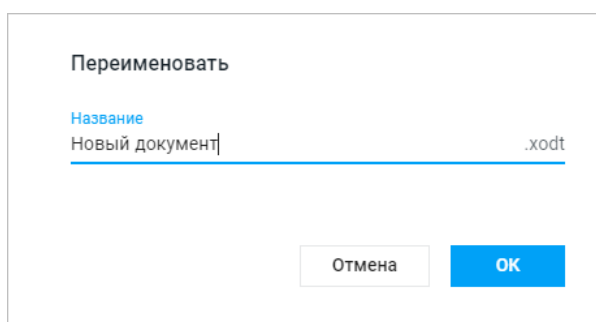 Переименовать
Название
Новый документ .xodt
Отмена OK